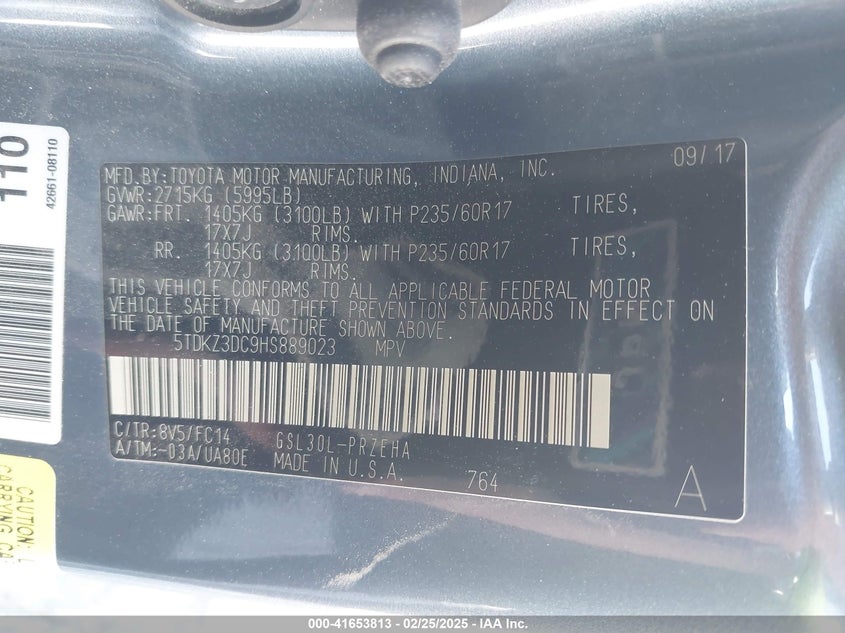 110
42661-08110
MFD.BY:TOYOTA MOTOR MANUFACTURING, INDIANA, INC. 09/17
GVWR:2715KG (5995LB)
GAWR:FRT. 1405KG (3100LB) WITH P235/60R17 TIRES,
17X7J RIMS.
RR. 1405KG (3100LB) WITH P235/60R17 TIRES,
17X7J RIMS.
THIS VEHICLE CONFORMS TO ALL APPLICABLE FEDERAL MOTOR
VEHICLE SAFETY AND THEFT PREVENTION STANDARDS IN EFFECT ON
THE DATE OF MANUFACTURE SHOWN ABOVE.
5TDKZ3DC9HS889023 MPV
C/TR:8V5/FC14 GSL30L-PRZEHA
A/TM:-03A/UA80E MADE IN U.S.A. 764 A
CAUTION: L
CARRYING CA
000-41653813 - 02/25/2025 - IAA Inc.